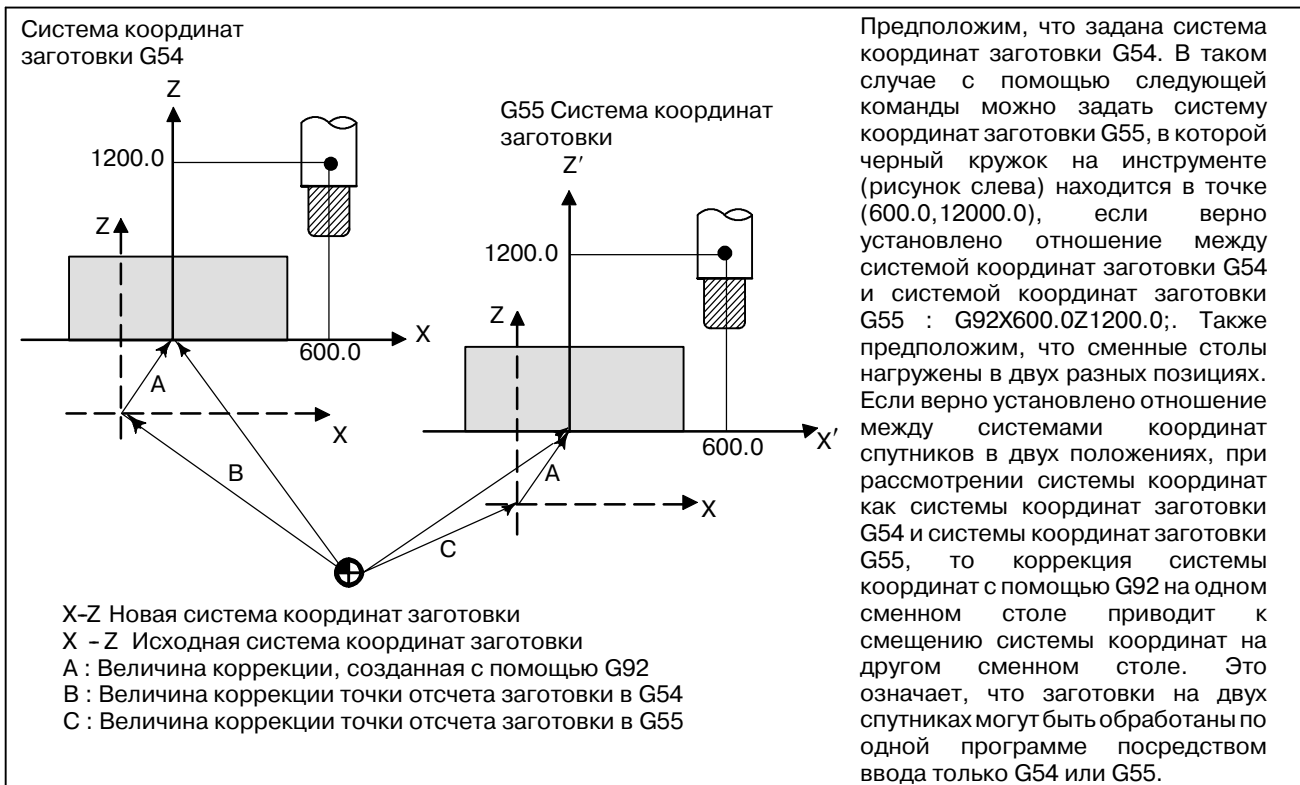 Система координат
заготовки G54
Z
1200.0
Z
X
600.0
A
X
B
G55 Система координат
заготовки
Z′
1200.0
Z
X′
600.0
A
X
C
X-Z Новая система координат заготовки
X - Z Исходная система координат заготовки
A : Величина коррекции, созданная с помощью G92
B : Величина коррекции точки отсчета заготовки в G54
C : Величина коррекции точки отсчета заготовки в G55
Предположим, что задана система
координат заготовки G54. В таком
случае с помощью следующей
команды можно задать систему
координат заготовки G55, в которой
черный кружок на инструменте
(рисунок слева) находится в точке
(600.0,12000.0), если верно
установлено отношение между
системой координат заготовки G54
и системой координат заготовки
G55 : G92X600.0Z1200.0;. Также
предположим, что сменные столы
нагружены в двух разных позициях.
Если верно установлено отношение
между системами координат
спутников в двух положениях, при
рассмотрении системы координат
как системы координат заготовки
G54 и системы координат заготовки
G55, то коррекция системы
координат с помощью G92 на одном
сменном столе приводит к
смещению системы координат на
другом сменном столе. Это
означает, что заготовки на двух
спутниках могут быть обработаны по
одной программе посредством
ввода только G54 или G55.